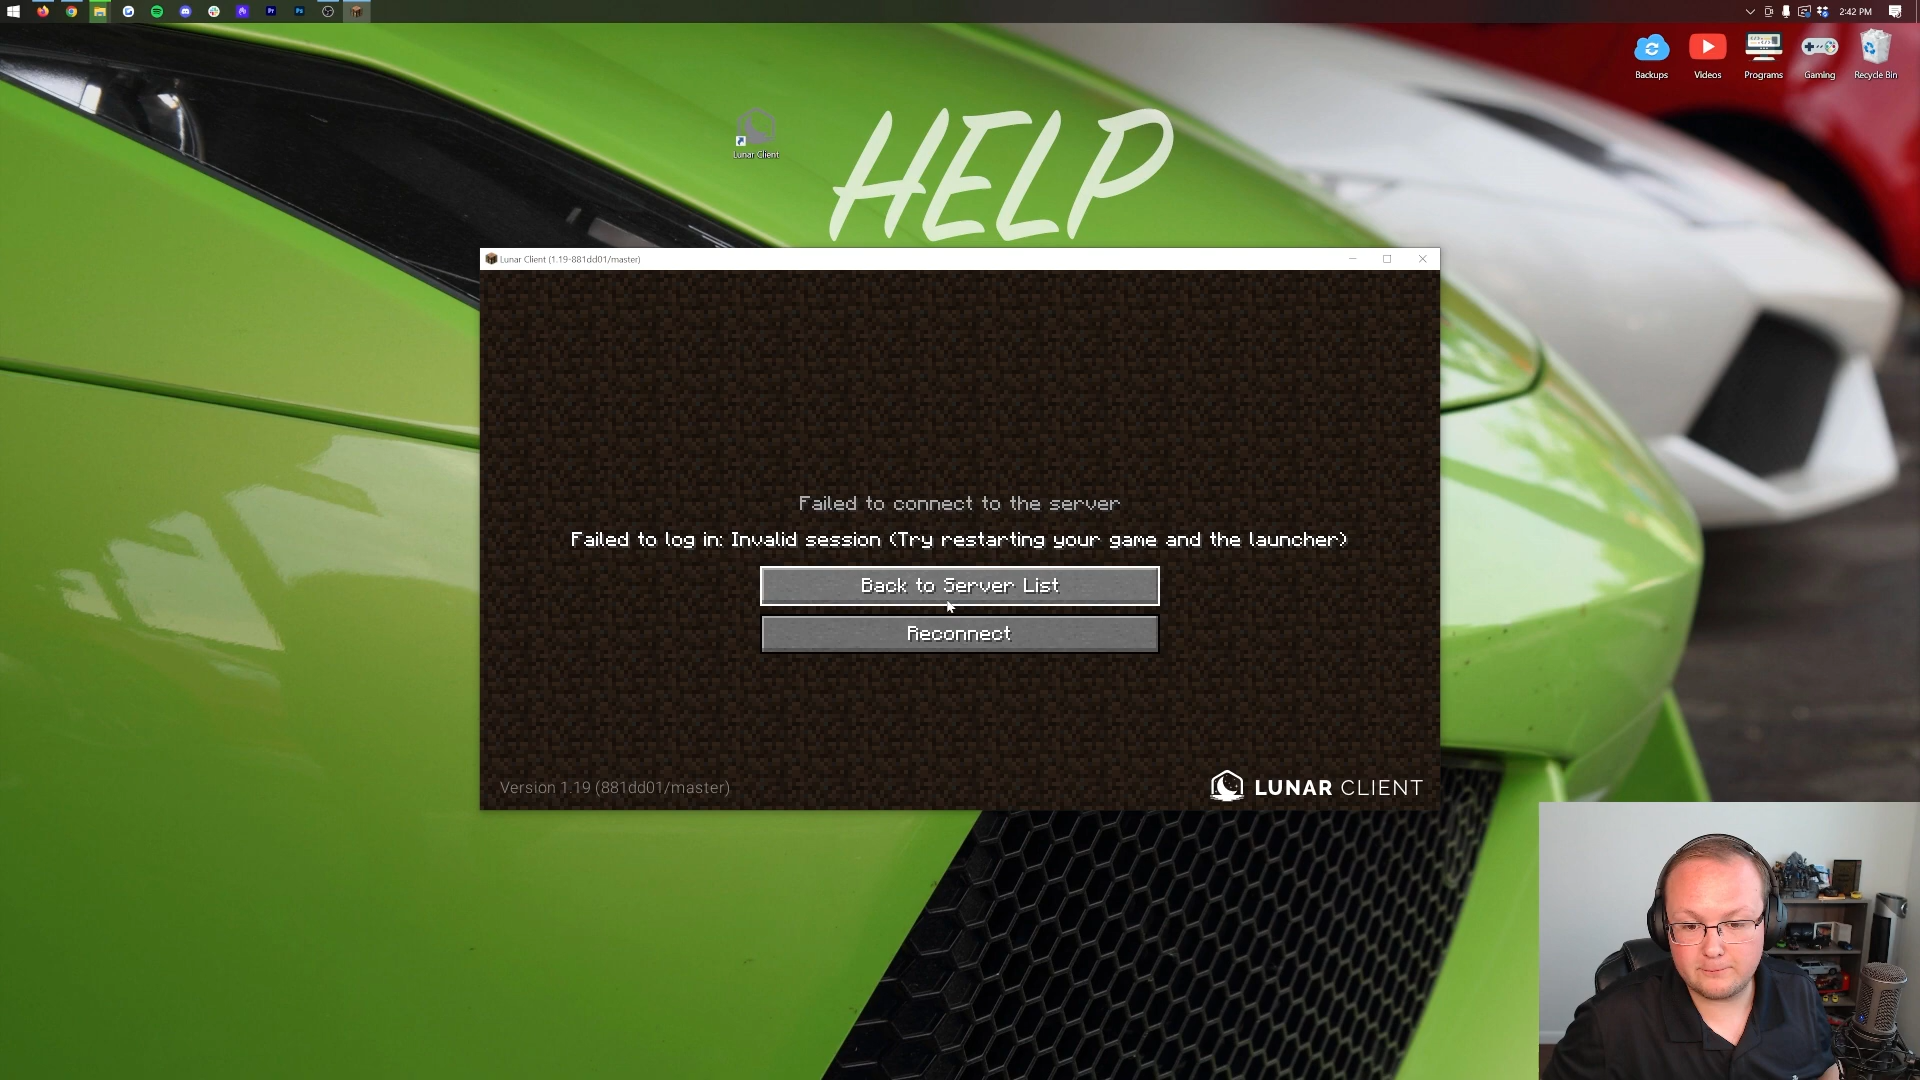 2:42 PM
Backups
Videos
Programs
Gaming
Recycle Bin
Lunar Client
HELP
Lunar Client (1.19-881dd01/master)
Failed to connect to the server
Failed to log in: Invalid session (Try restarting your game and the launcher)
Back to Server List
Reconnect
Version 1.19 (881dd01/master)
LUNAR CLIENT